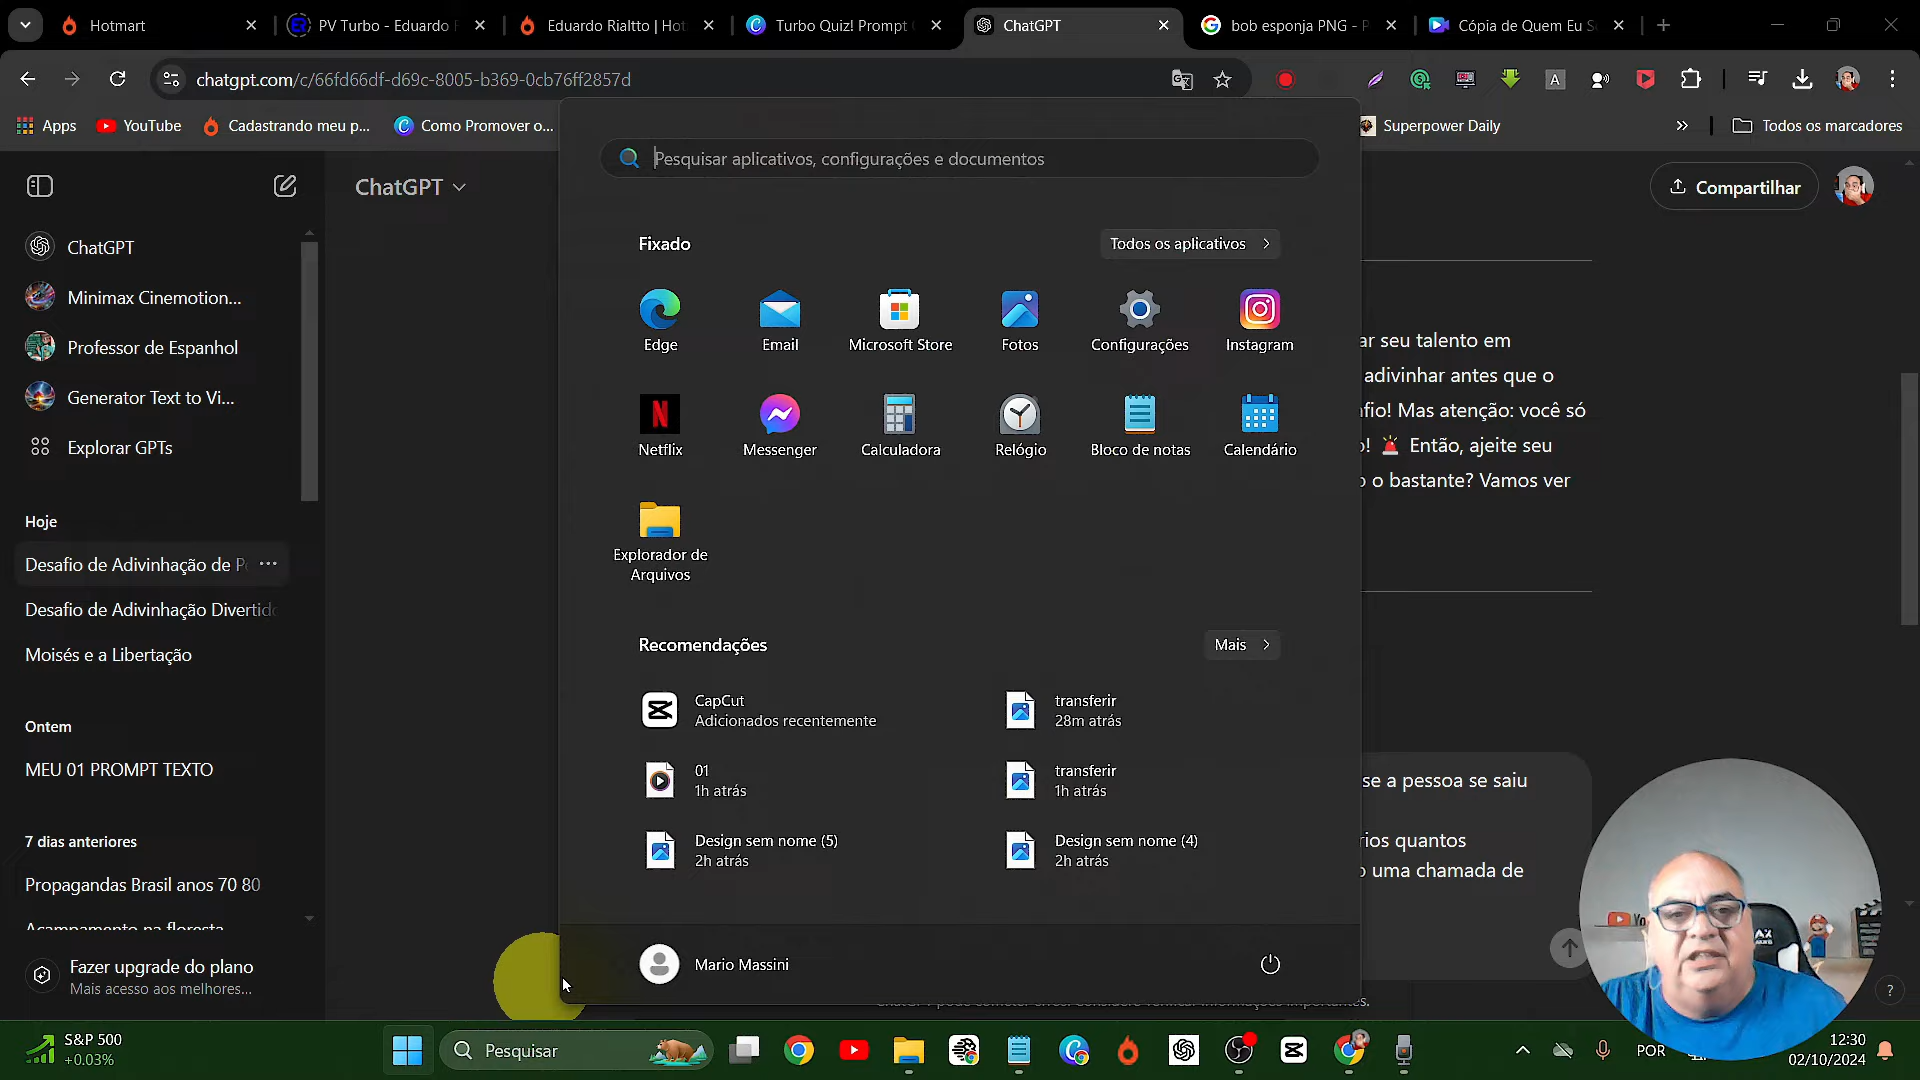 Hotmart
PV Turbo - Eduardo
Eduardo Rialtto | Ho
Turbo Quiz! Prompt
ChatGPT
bob esponja PNG - P
Cópia de Quem Eu S
chatgpt.com/c/66fd66df-d69c-8005-b369-0cb76ff2857d
Apps
YouTube
Cadastrando meu p...
Como Promover o...
Superpower Daily
Todos os marcadores
ChatGPT
Compartilhar
ChatGPT
Minimax Cinemotion...
Professor de Espanhol
Generator Text to Vi...
Explorar GPTs
Hoje
Desafio de Adivinhação de P
Desafio de Adivinhação Divertid
Moisés e a Libertação
Ontem
MEU 01 PROMPT TEXTO
7 dias anteriores
Propagandas Brasil anos 70 80
Acampamento na floresta
Fazer upgrade do plano
Mais acesso aos melhores...
Pesquisar aplicativos, configurações e documentos
Fixado
Todos os aplicativos
Edge
Email
Microsoft Store
Fotos
Configurações
Instagram
Netflix
Messenger
Calculadora
Relógio
Bloco de notas
Calendário
Explorador de
Arquivos
Recomendações
Mais
CapCut
Adicionados recentemente
transferir
28m atrás
01
1h atrás
transferir
1h atrás
Design sem nome (5)
2h atrás
Design sem nome (4)
2h atrás
Mario Massini
ar seu talento em
adivinhar antes que o
fio! Mas atenção: você só
o! 🚨 Então, ajeite seu
o bastante? Vamos ver
se a pessoa se saiu
rios quantos
uma chamada de
?
S&P 500
+0.03%
Pesquisar
POR
12:30
02/10/2024